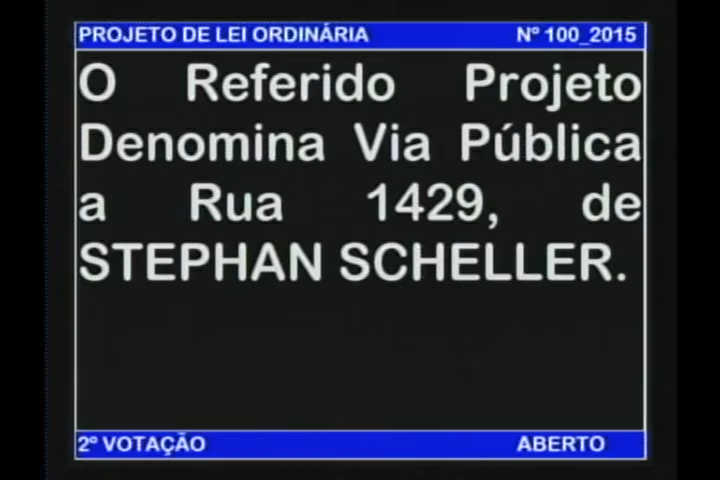 PROJETO DE LEI ORDINÁRIA Nº 100_2015
O Referido Projeto
Denomina Via Pública
a Rua 1429, de
STEPHAN SCHELLER.
2º VOTAÇÃO ABERTO